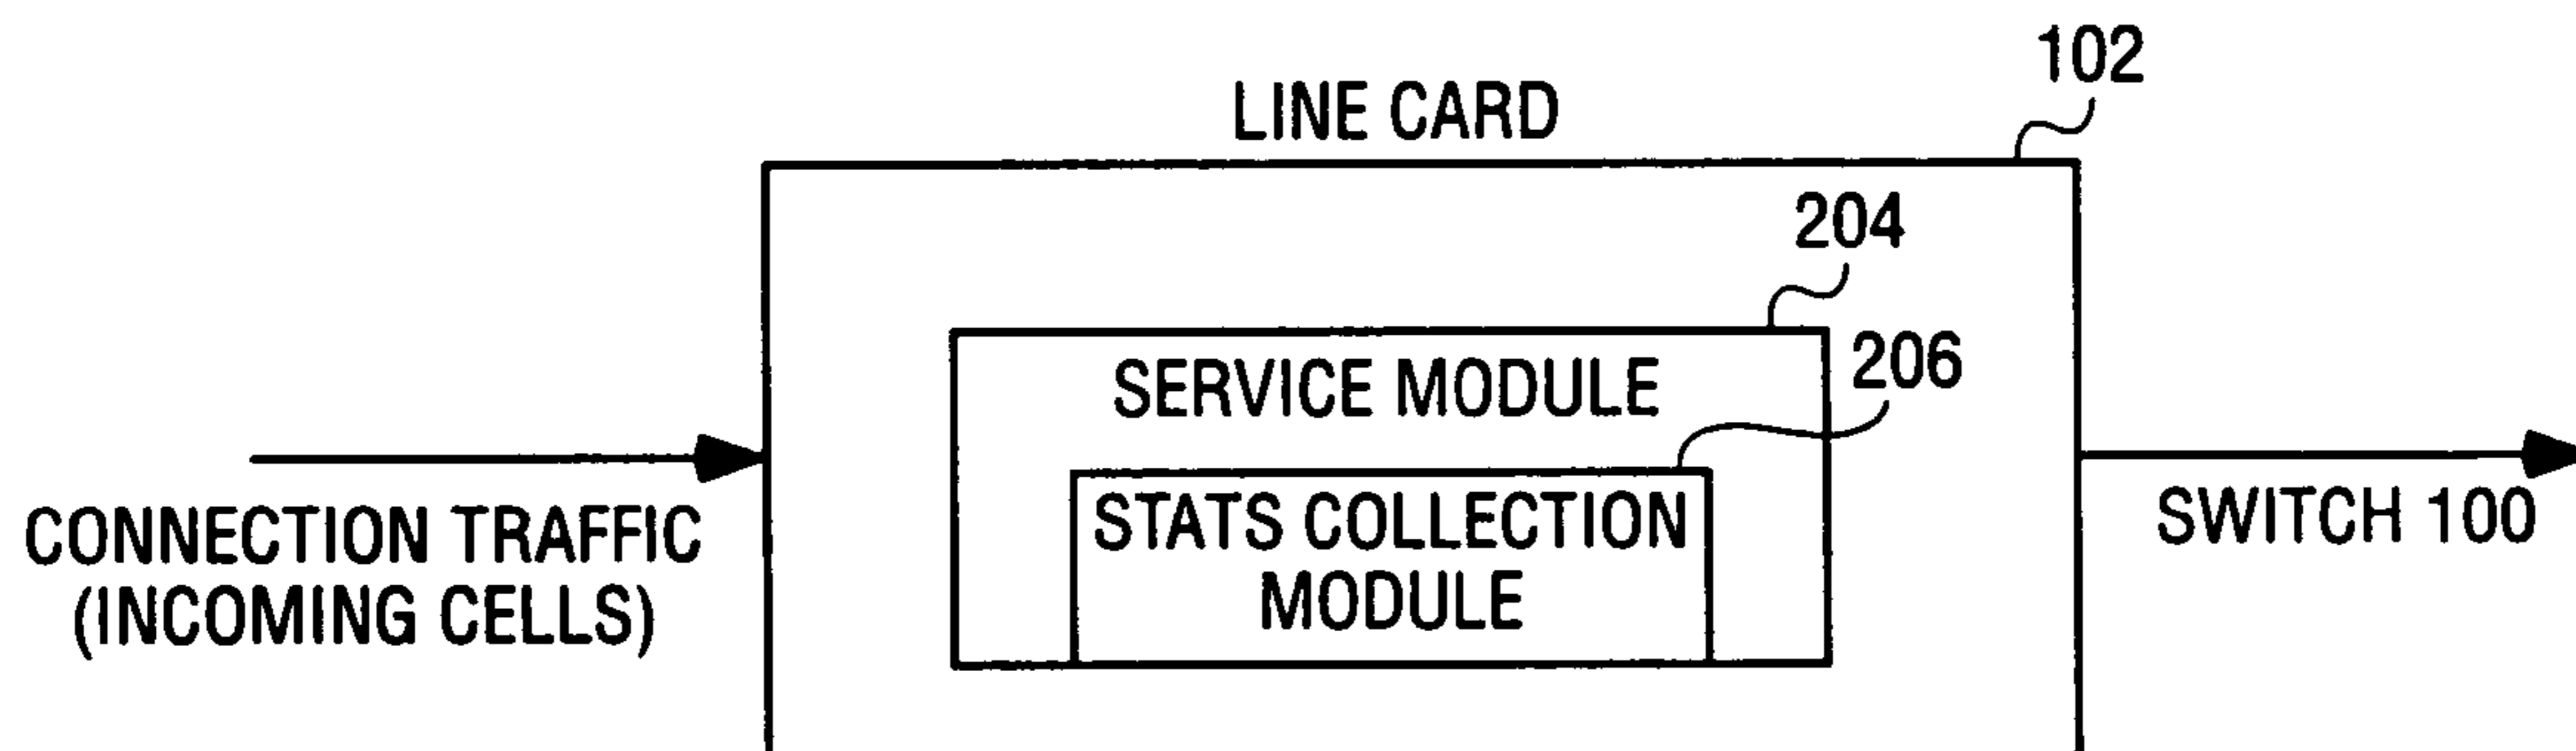 102
LINE CARD
204
SERVICE MODULE
206
STATS COLLECTION
MODULE
CONNECTION TRAFFIC
(INCOMING CELLS)
SWITCH 100